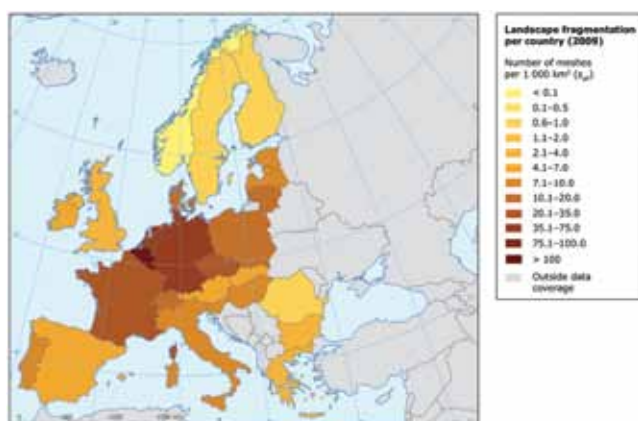 Landscape fragmentation
per country (2009)
Number of meshes
per 1 000 km² (sₑff)
< 0.1
0.1–0.5
0.6–1.0
1.1–2.0
2.1–4.0
4.1–7.0
7.1–10.0
10.1–20.0
20.1–35.0
35.1–75.0
75.1–100.0
> 100
Outside data
coverage